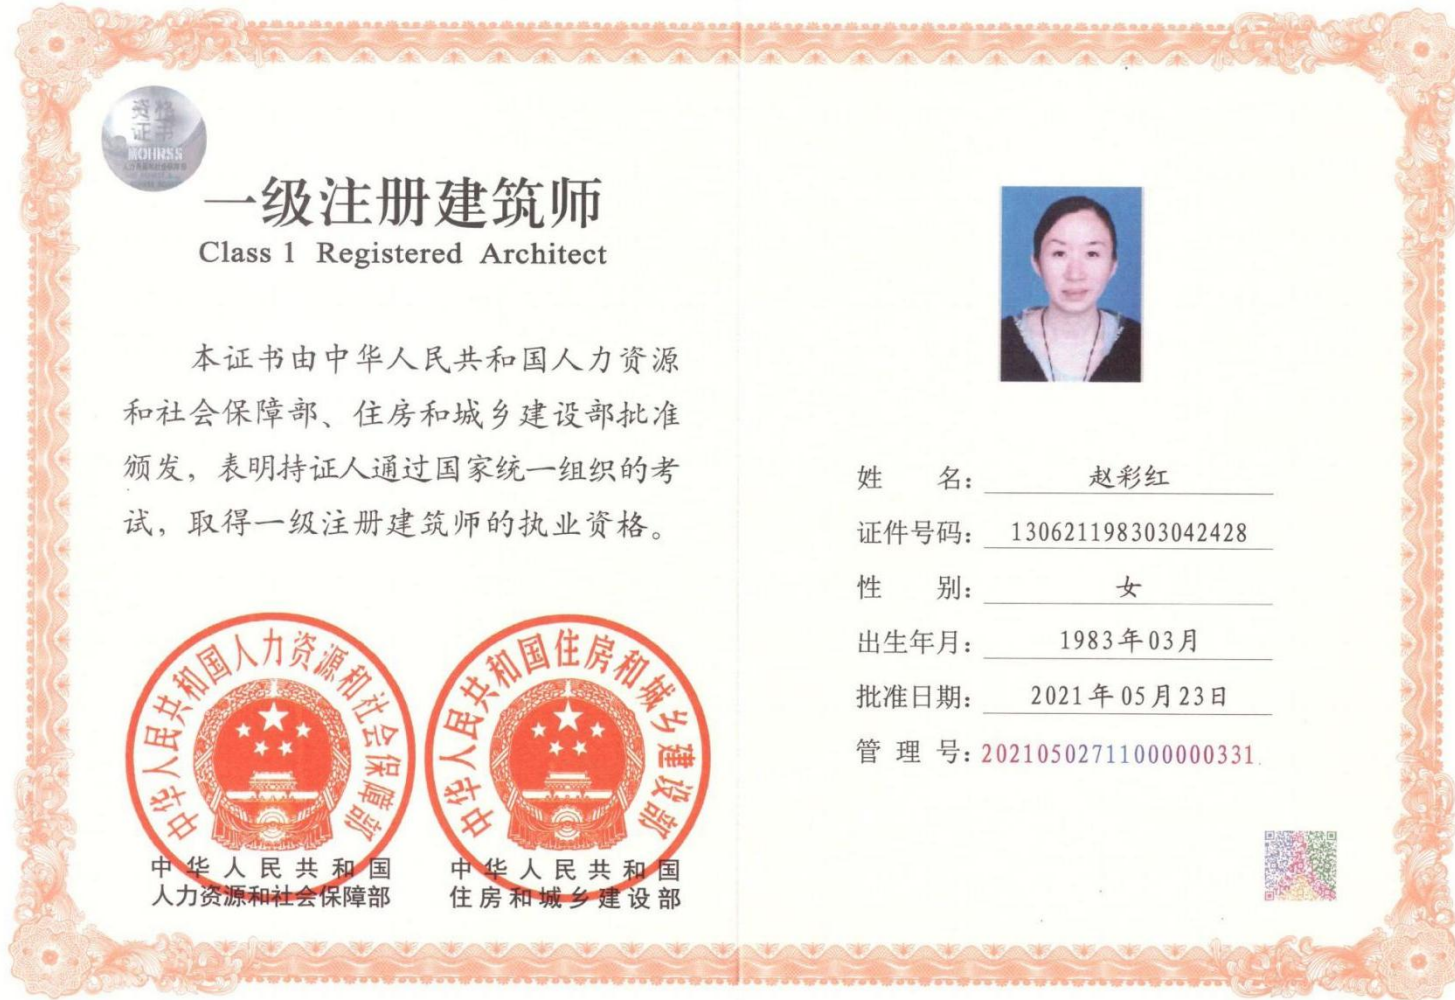 资格
证书
MOHRSS
一级注册建筑师
Class 1 Registered Architect
本证书由中华人民共和国人力资源
和社会保障部、住房和城乡建设部批准
颁发，表明持证人通过国家统一组织的考
试，取得一级注册建筑师的执业资格。
中华人民共和国人力资源和社会保障部
中华人民共和国住房和城乡建设部
中华人民共和国
人力资源和社会保障部
中华人民共和国
住房和城乡建设部
姓 名：赵彩红
证件号码：130621198303042428
性 别：女
出生年月：1983年03月
批准日期：2021年05月23日
管 理 号：20210502711000000331